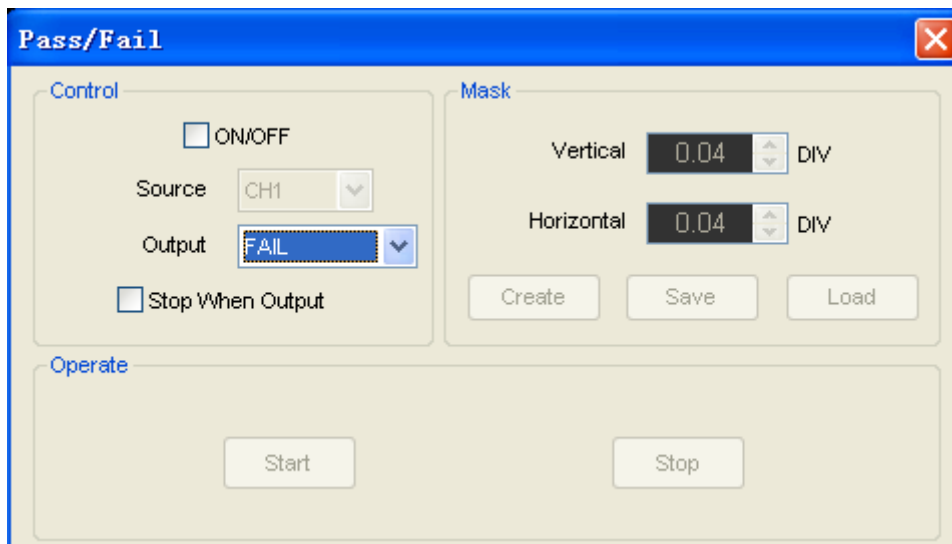 Pass/Fail
Control
ON/OFF
Source CH1
Output FAIL
Stop When Output
Mask
Vertical 0.04 DIV
Horizontal 0.04 DIV
Create Save Load
Operate
Start Stop